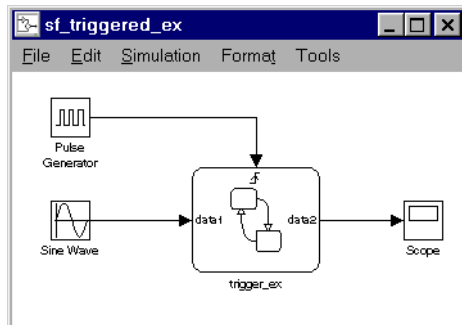 sf_triggered_ex
File Edit Simulation Format Tools
Pulse
Generator
data1
data2
Sine Wave
Scope
trigger_ex